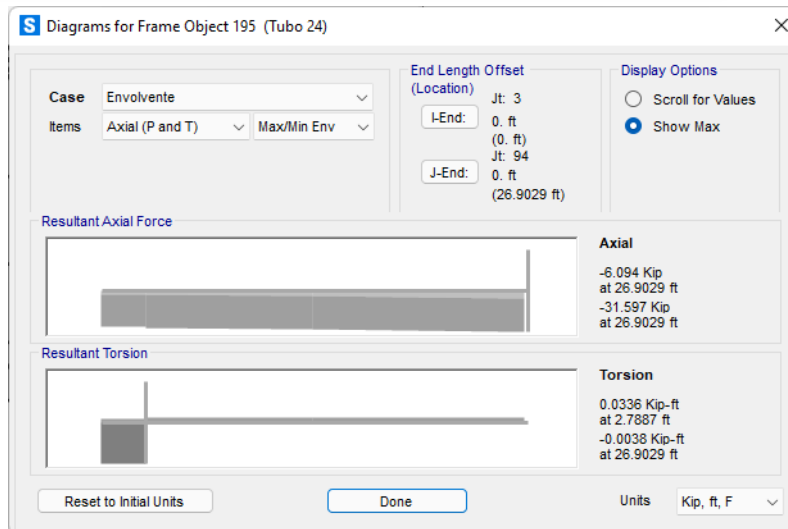 S Diagrams for Frame Object 195 (Tubo 24)
Case Envolvente
Items Axial (P and T) Max/Min Env
End Length Offset
(Location)
I-End:
Jt: 3
0. ft
(0. ft)
J-End:
Jt: 94
0. ft
(26.9029 ft)
Display Options
Scroll for Values
Show Max
Resultant Axial Force
Axial
-6.094 Kip
at 26.9029 ft
-31.597 Kip
at 26.9029 ft
Resultant Torsion
Torsion
0.0336 Kip-ft
at 2.7887 ft
-0.0038 Kip-ft
at 26.9029 ft
Reset to Initial Units
Done
Units Kip, ft, F